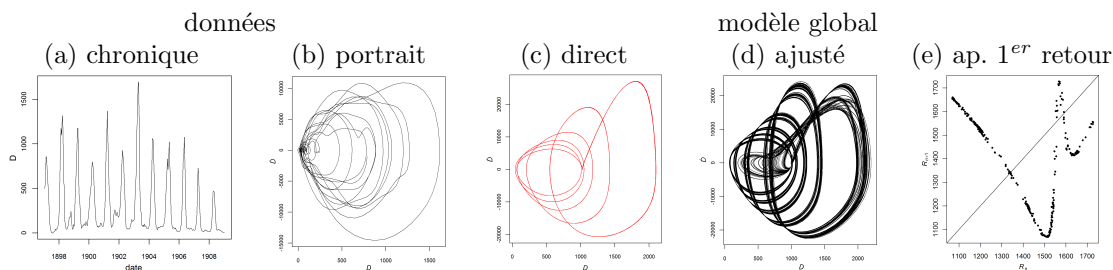 données modèle global
(a) chronique (b) portrait (c) direct (d) ajusté (e) ap. 1er retour
D
0 500 1000 1500
1898 1900 1902 1904 1906 1908
date
Ḋ
-15000 -10000 -5000 0 5000 10000
0 500 1000 1500
D
Ḋ
-20000 -10000 0 10000 20000
0 500 1000 1500 2000
D
Ḋ
-20000 -10000 0 10000 20000
0 500 1000 1500 2000
D
1100 1200 1300 1400 1500 1600 1700
1100 1200 1300 1400 1500 1600 1700